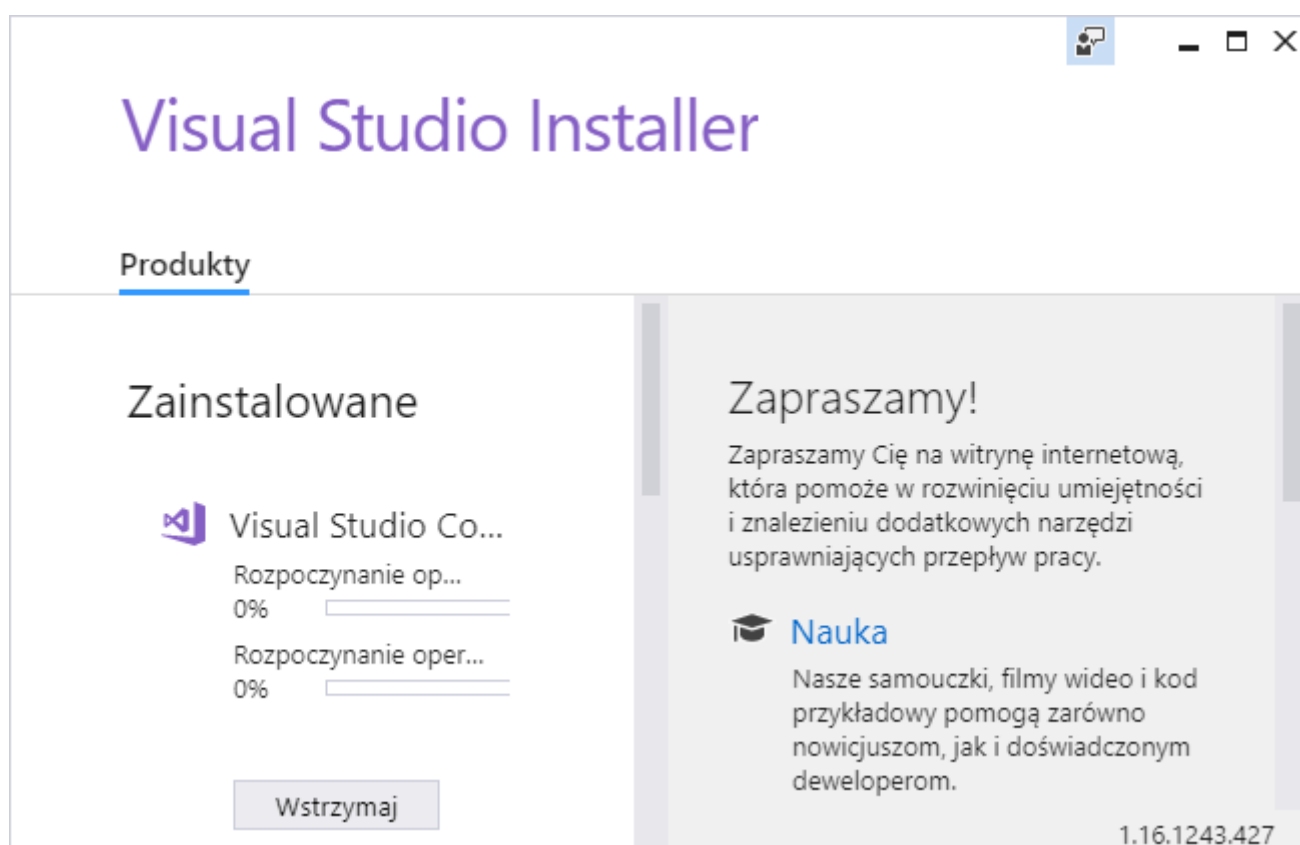 Visual Studio Installer
Produkty
Zainstalowane
Visual Studio Co...
Rozpoczynanie op...
0%
Rozpoczynanie oper...
0%
Wstrzymaj
Zapraszamy!
Zapraszamy Cię na witrynę internetową,
która pomoże w rozwinięciu umiejętności
i znalezieniu dodatkowych narzędzi
usprawniających przepływ pracy.
Nauka
Nasze samouczki, filmy wideo i kod
przykładowy pomogą zarówno
nowicjuszom, jak i doświadczonym
deweloperom.
1.16.1243.427